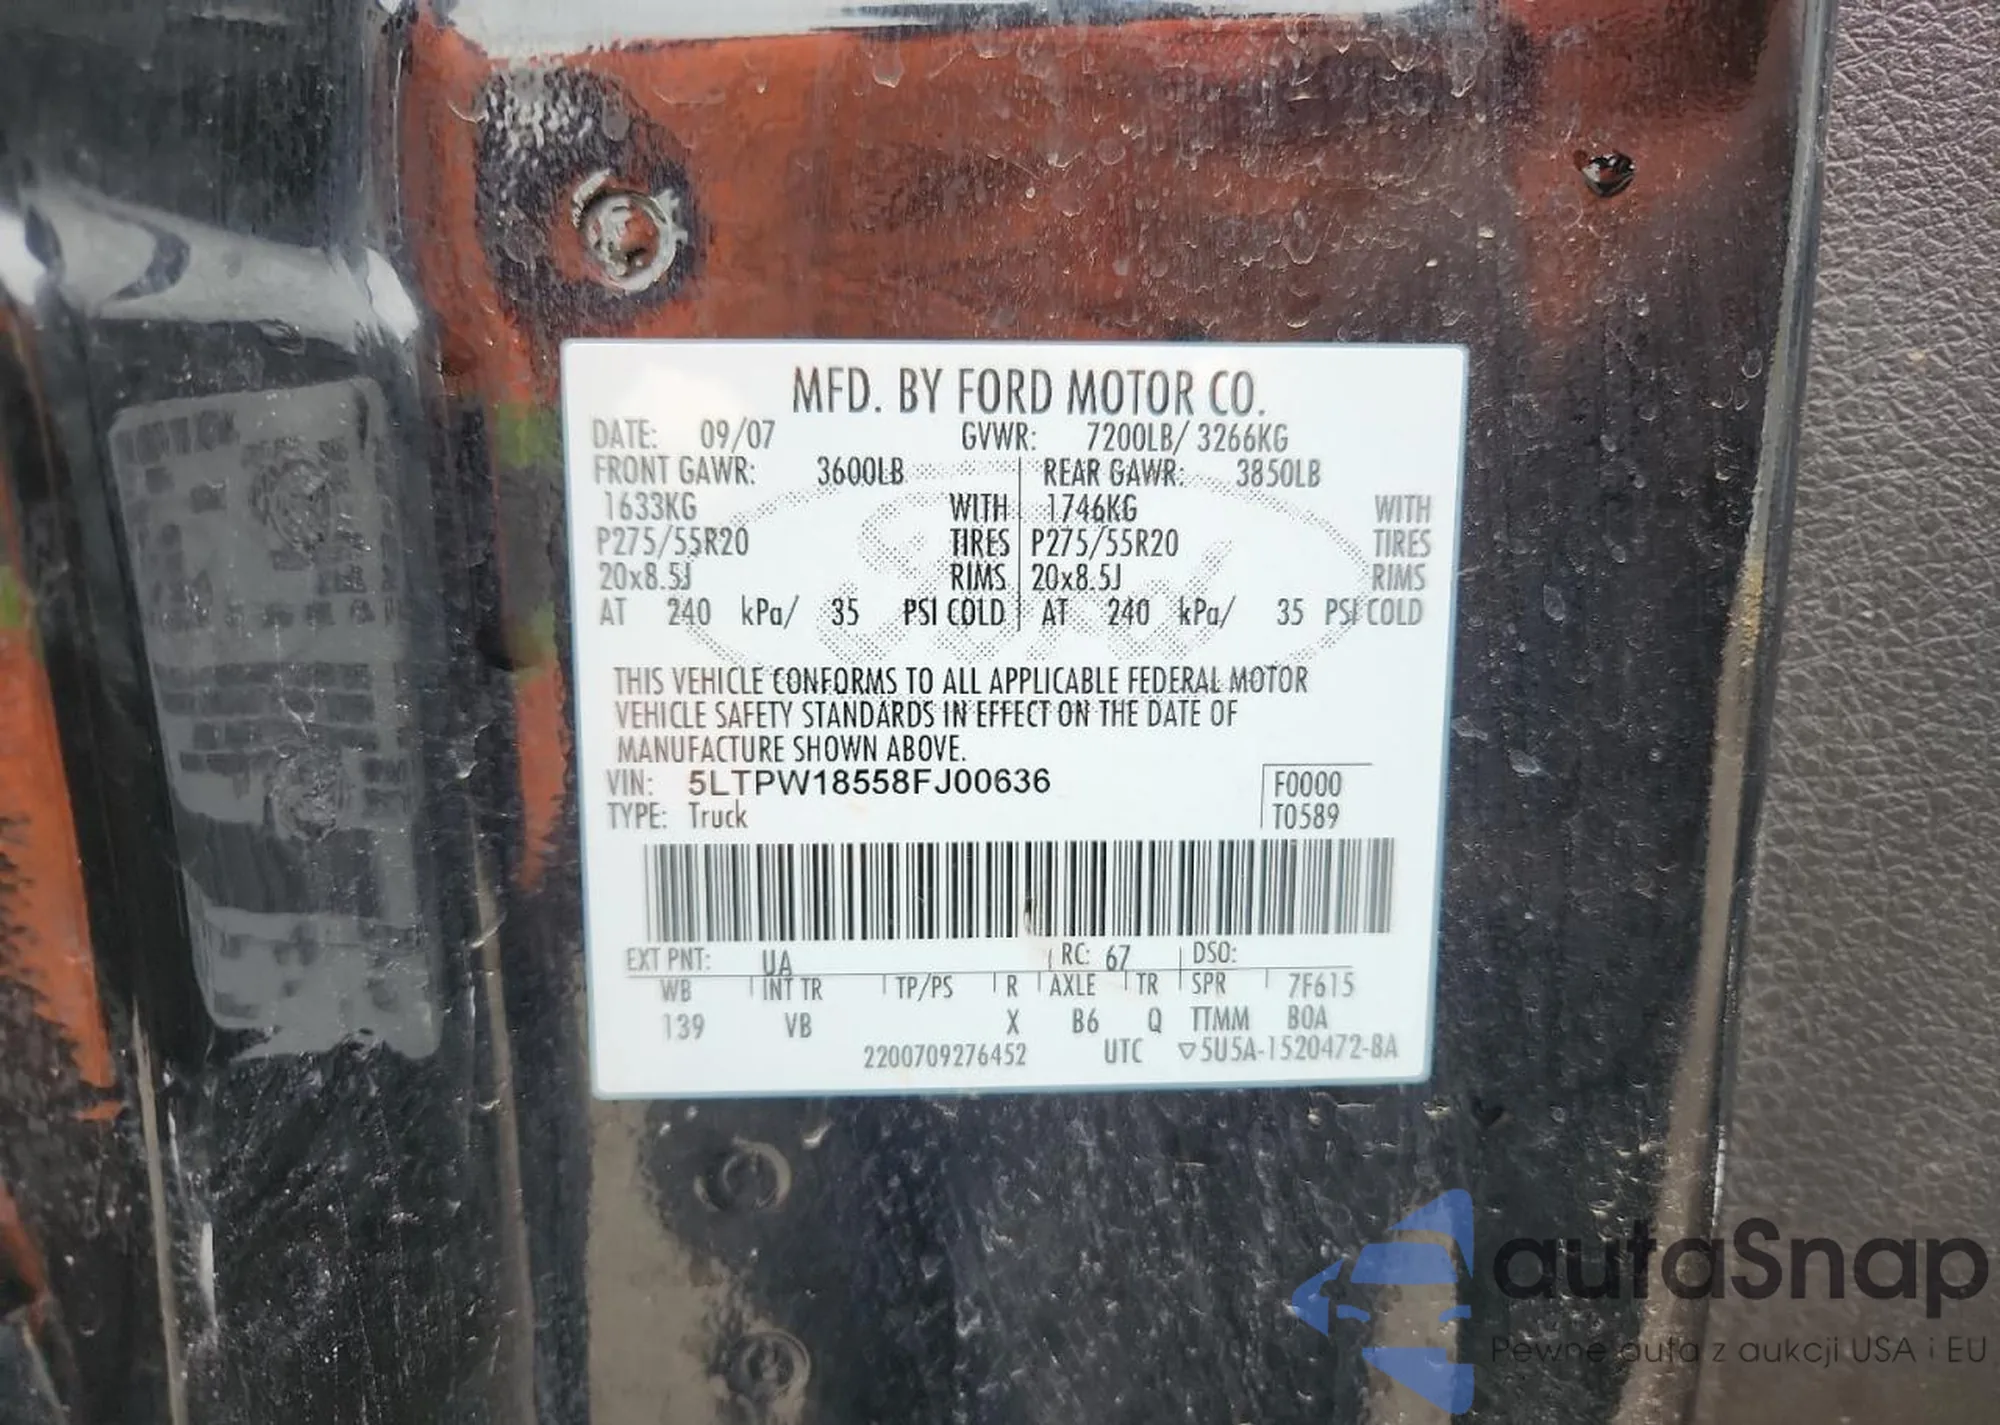 MFD. BY FORD MOTOR CO.
DATE: 09/07 GVWR: 7200LB/ 3266KG
FRONT GAWR: 3600LB REAR GAWR: 3850LB
1633KG WITH 1746KG WITH
P275/55R20 TIRES P275/55R20 TIRES
20x8.5J RIMS 20x8.5J RIMS
AT 240 kPa/ 35 PSI COLD AT 240 kPa/ 35 PSI COLD
THIS VEHICLE CONFORMS TO ALL APPLICABLE FEDERAL MOTOR
VEHICLE SAFETY STANDARDS IN EFFECT ON THE DATE OF
MANUFACTURE SHOWN ABOVE.
VIN: 5LTPW18558FJ00636 F0000
TYPE: Truck T0589
EXT PNT: UA RC: 67 DSO:
WB INT TR TP/PS R AXLE TR SPR 7F615
139 VB X B6 Q TTMM BOA
2200709276452 UTC ▽5U5A-1520472-BA
autaSnap
Pewne auta z aukcji USA i EU